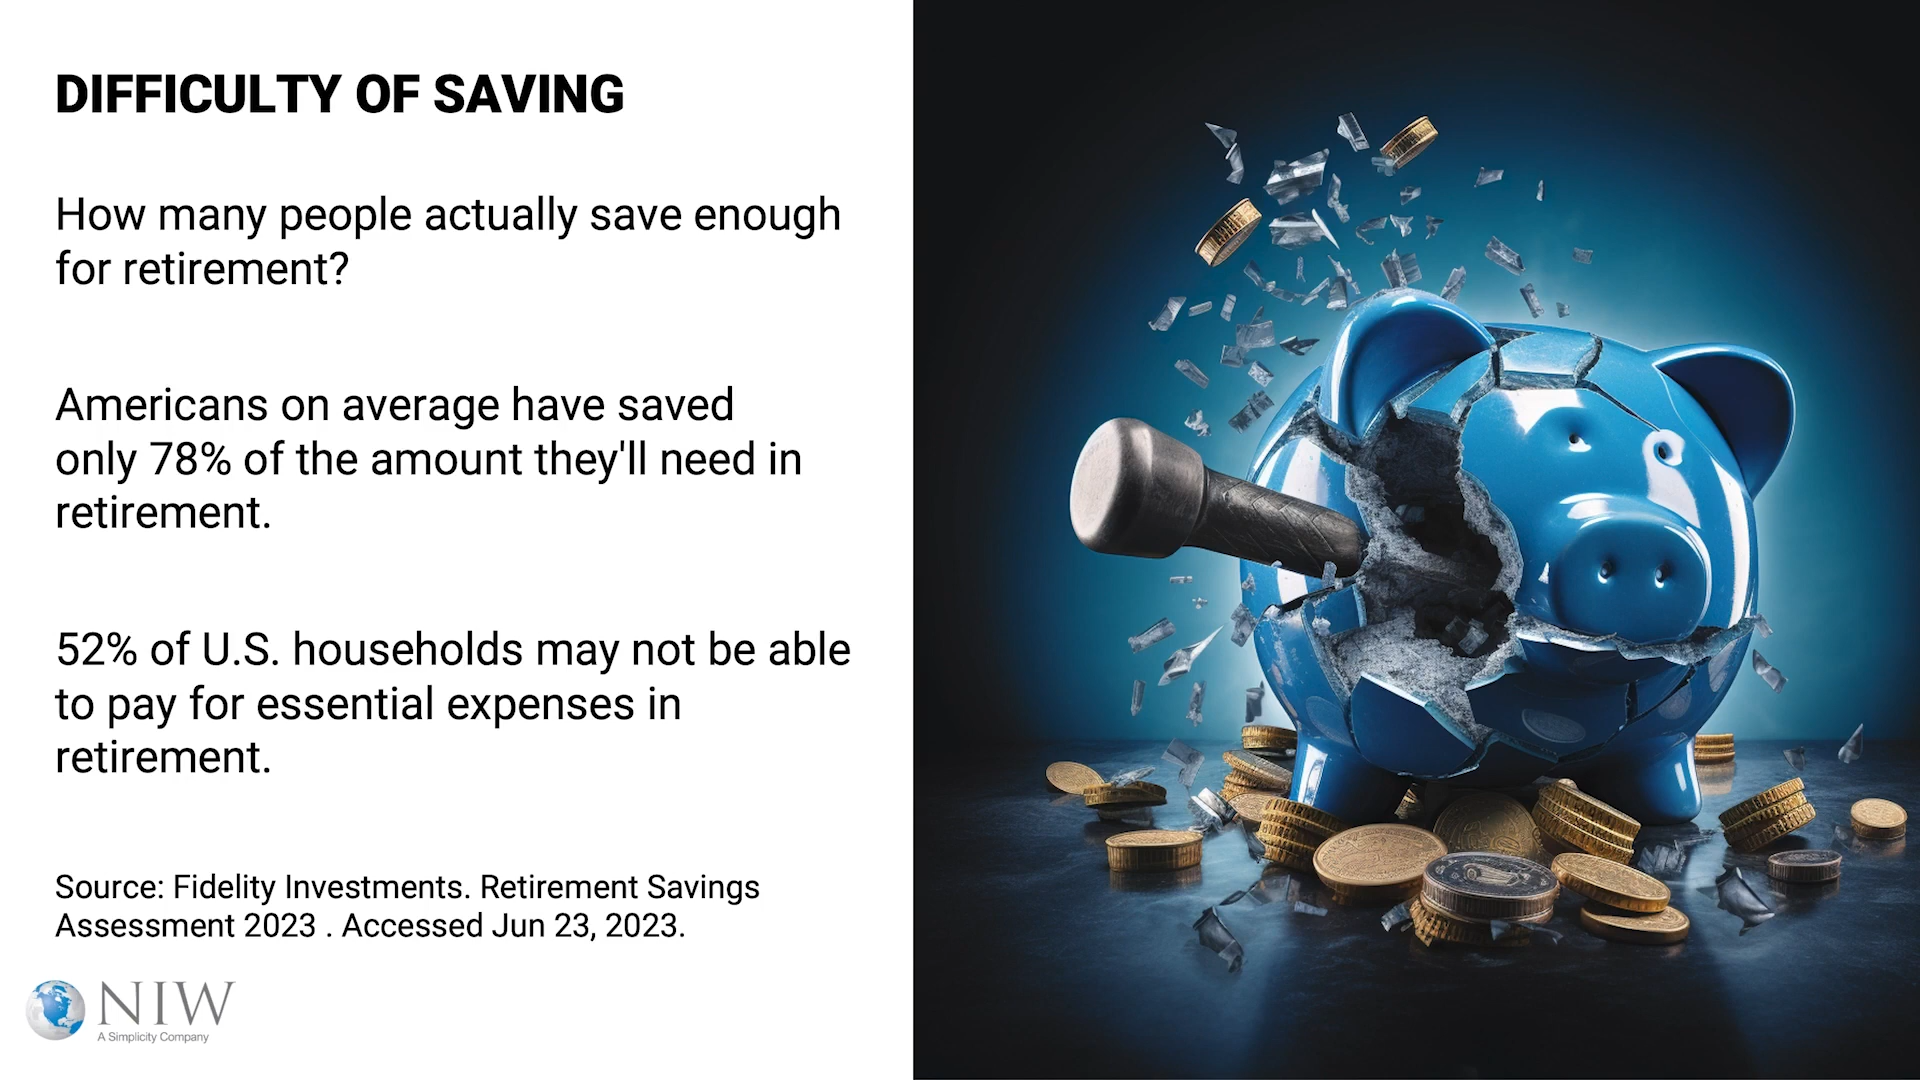 DIFFICULTY OF SAVING
How many people actually save enough
for retirement?
Americans on average have saved
only 78% of the amount they'll need in
retirement.
52% of U.S. households may not be able
to pay for essential expenses in
retirement.
Source: Fidelity Investments. Retirement Savings
Assessment 2023 . Accessed Jun 23, 2023.
NIW
A Simplicity Company